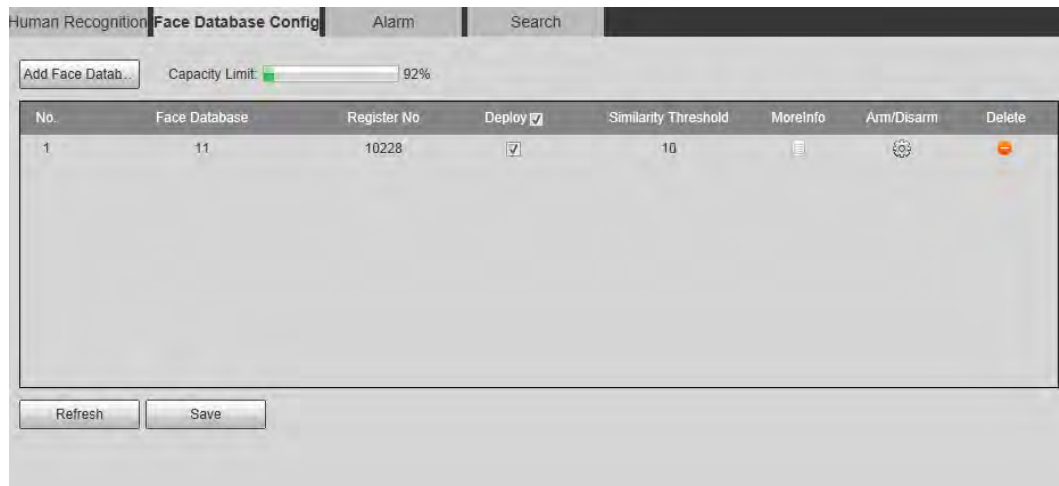 Human Recognition Face Database Config Alarm Search
Add Face Datab... Capacity Limit: 92%
No. Face Database Register No Deploy Similarity Threshold MoreInfo Arm/Disarm Delete
1 11 10228 10
Refresh Save